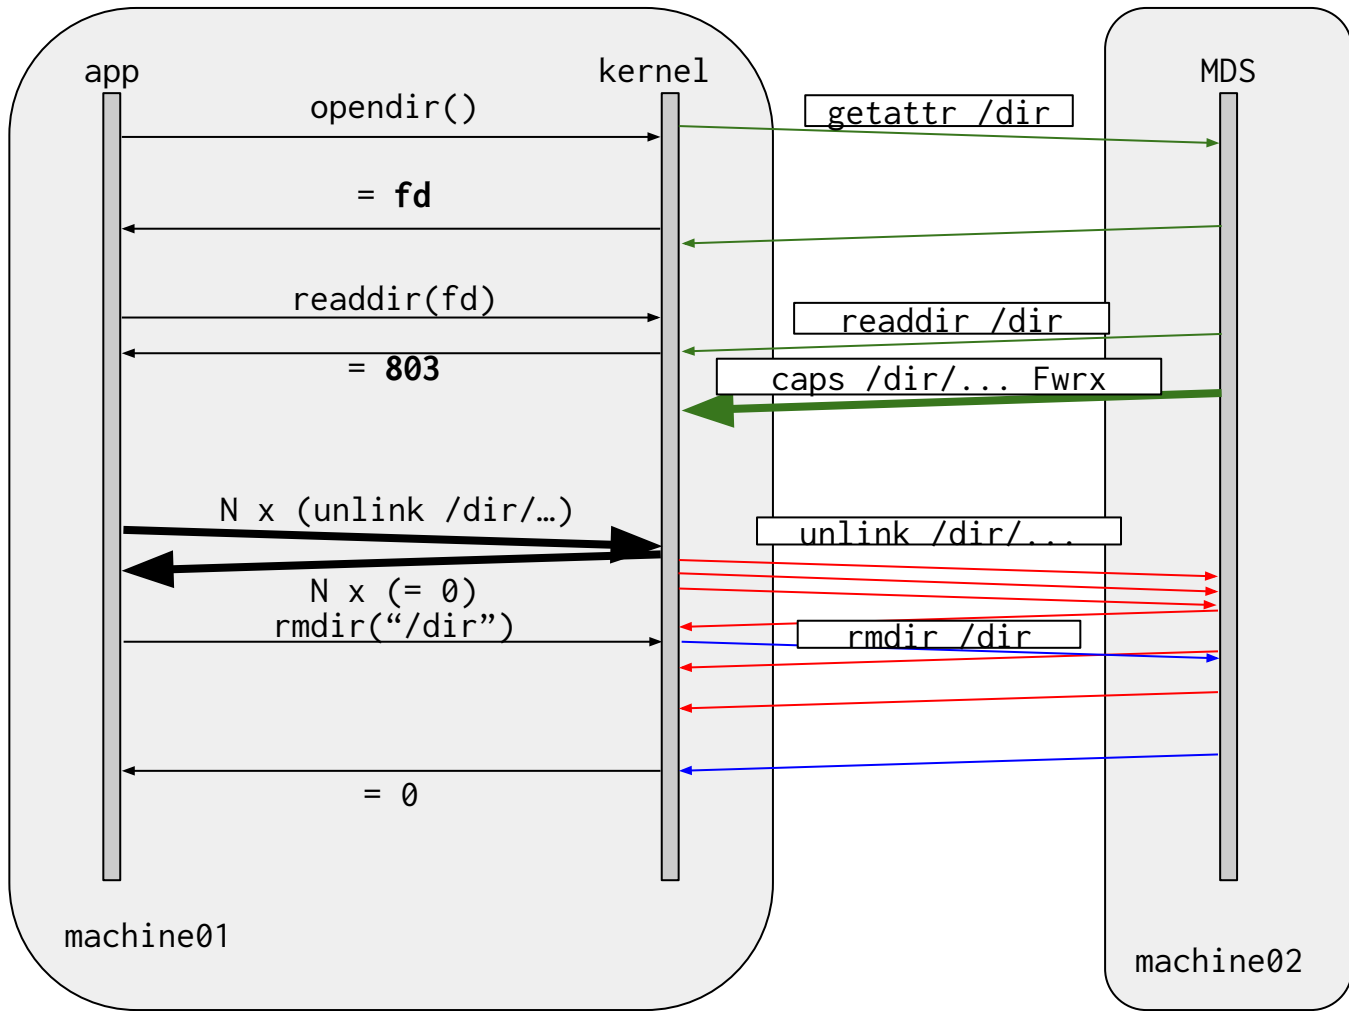 app
kernel
MDS
opendir()
getattr /dir
= fd
readdir(fd)
readdir /dir
= 803
caps /dir/... Fwrx
N x (unlink /dir/…)
unlink /dir/...
N x (= 0)
rmdir(“/dir”)
rmdir /dir
= 0
machine01
machine02